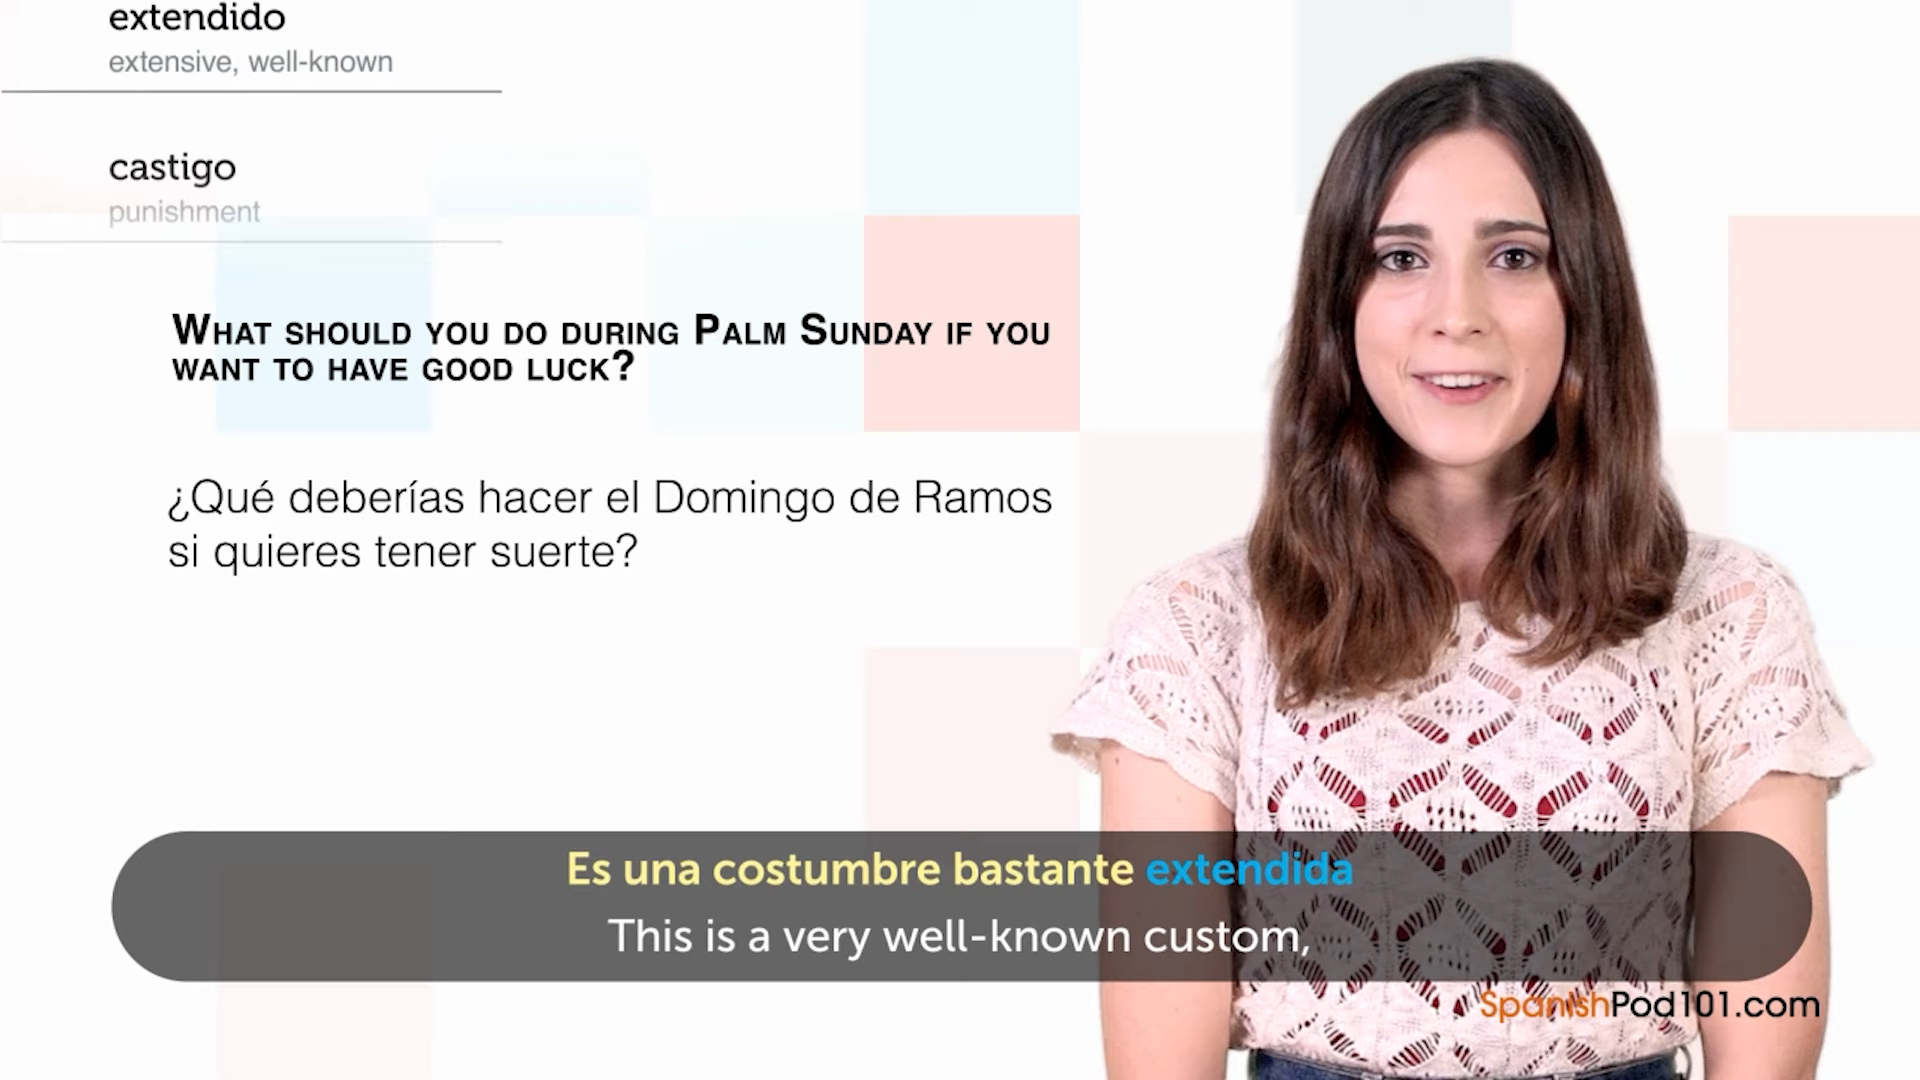 extendido
extensive, well-known
castigo
punishment
What should you do during Palm Sunday if you
want to have good luck?
¿Qué deberías hacer el Domingo de Ramos
si quieres tener suerte?
Es una costumbre bastante extendida
This is a very well-known custom,
SpanishPod101.com